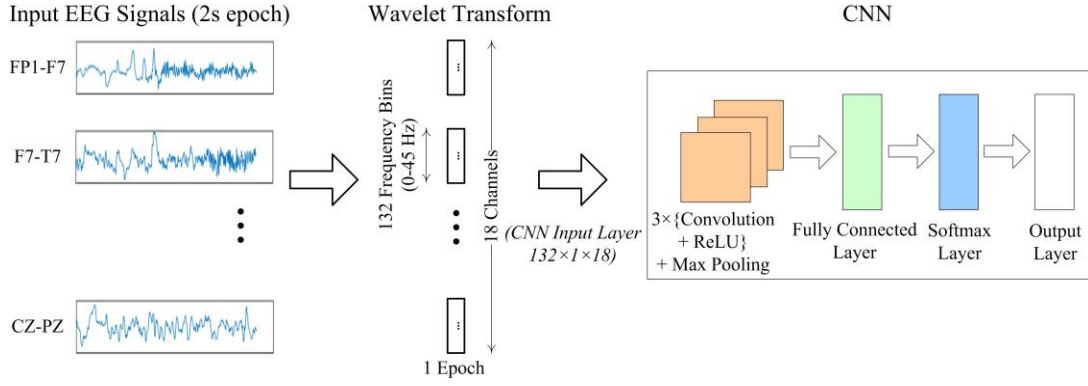 Input EEG Signals (2s epoch)
Wavelet Transform
CNN
FP1-F7
F7-T7
CZ-PZ
132 Frequency Bins
(0-45 Hz)
18 Channels
1 Epoch
(CNN Input Layer
132×1×18)
3×{Convolution
+ ReLU}
+ Max Pooling
Fully Connected
Layer
Softmax
Layer
Output
Layer